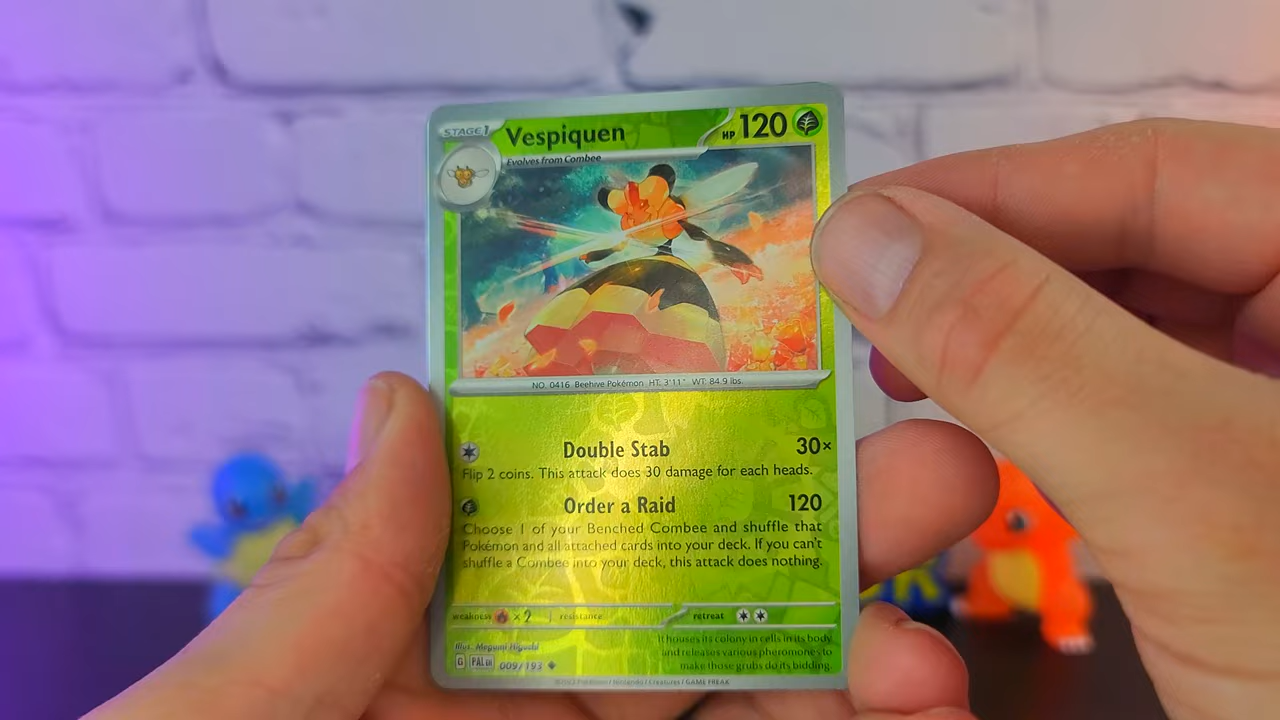 STAGE 1 Vespiquen HP 120
Evolves from Combee
NO. 0416 Beehive Pokémon HT: 3'11" WT: 84.9 lbs.
Double Stab 30×
Flip 2 coins. This attack does 30 damage for each heads.
Order a Raid 120
Choose 1 of your Benched Combee and shuffle that
Pokémon and all attached cards into your deck. If you can't
shuffle a Combee into your deck, this attack does nothing.
weakness ×2 resistance retreat
Illus. Megumi Higuchi
G PAL EN 009/193
It houses its colony in cells in its body
and releases various pheromones to
make those grubs do its bidding.
©2023 Pokémon / Nintendo / Creatures / GAME FREAK